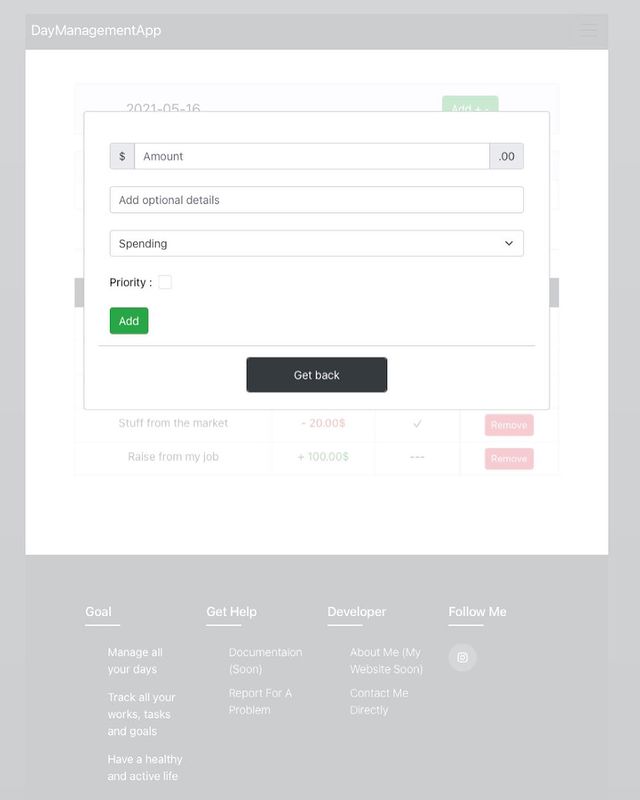 DayManagementApp
2021-05-16
Add + -
$ Amount .00
Add optional details
Spending
Priority :
Add
Get back
Stuff from the market - 20.00$ ✓ Remove
Raise from my job + 100.00$ --- Remove
Goal
Manage all
your days
Track all your
works, tasks
and goals
Have a healthy
and active life
Get Help
Documentaion
(Soon)
Report For A
Problem
Developer
About Me (My
Website Soon)
Contact Me
Directly
Follow Me